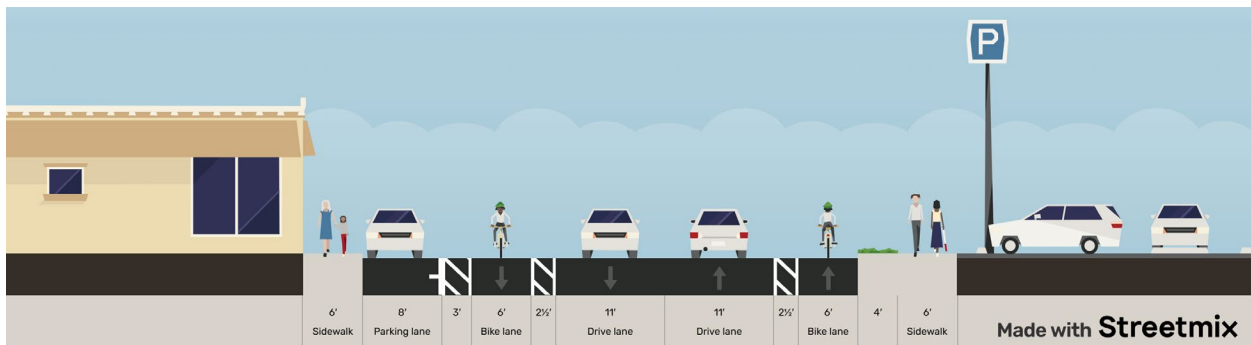 P
6' 8' 3' 6' 2½' 11' 11' 2½' 6' 4' 6'
Sidewalk Parking lane Bike lane Drive lane Drive lane Bike lane Sidewalk
Made with Streetmix